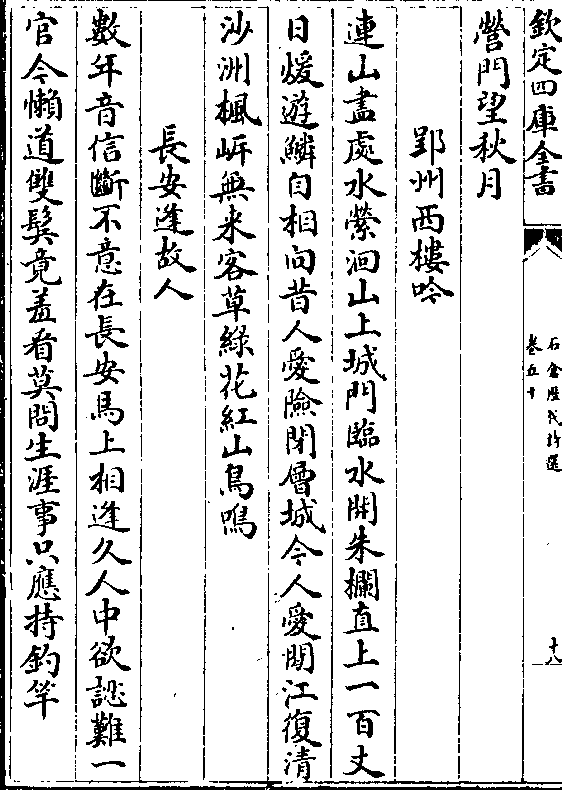 欽定四庫全書
石倉歷代詩選
卷五十
十八
營門望秋月
郢州西樓吟
連山盡處水縈洄山上城門臨水開朱欄直上一百丈
日煖遊鱗自相向昔人愛險閉層城今人愛閒江復清
沙洲楓岸無来客草綠花紅山鳥鳴
長安逢故人
數年音信斷不意在長安馬上相逢久人中欲認難一
官今懶道雙鬢竟羞看莫問生涯事只應持釣竿